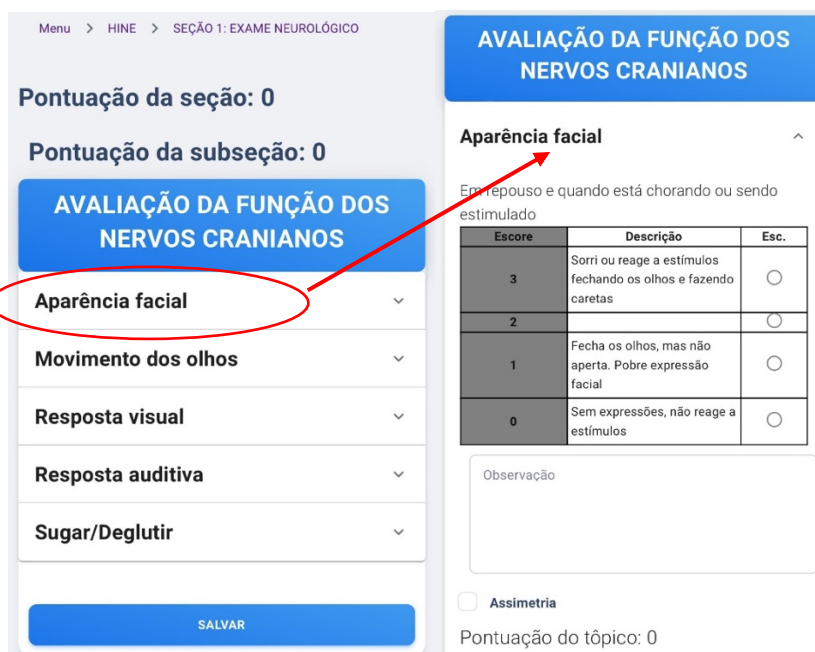 Menu > HINE > SEÇÃO 1: EXAME NEUROLÓGICO
Pontuação da seção: 0
Pontuação da subseção: 0
AVALIAÇÃO DA FUNÇÃO DOS
NERVOS CRANIANOS
Aparência facial
Movimento dos olhos
Resposta visual
Resposta auditiva
Sugar/Deglutir
SALVAR
AVALIAÇÃO DA FUNÇÃO DOS
NERVOS CRANIANOS
Aparência facial
Em repouso e quando está chorando ou sendo
estimulado
Escore Descrição Esc.
3 Sorri ou reage a estímulos
fechando os olhos e fazendo
caretas
2
1 Fecha os olhos, mas não
aperta. Pobre expressão
facial
0 Sem expressões, não reage a
estímulos
Observação
Assimetria
Pontuação do tôpico: 0